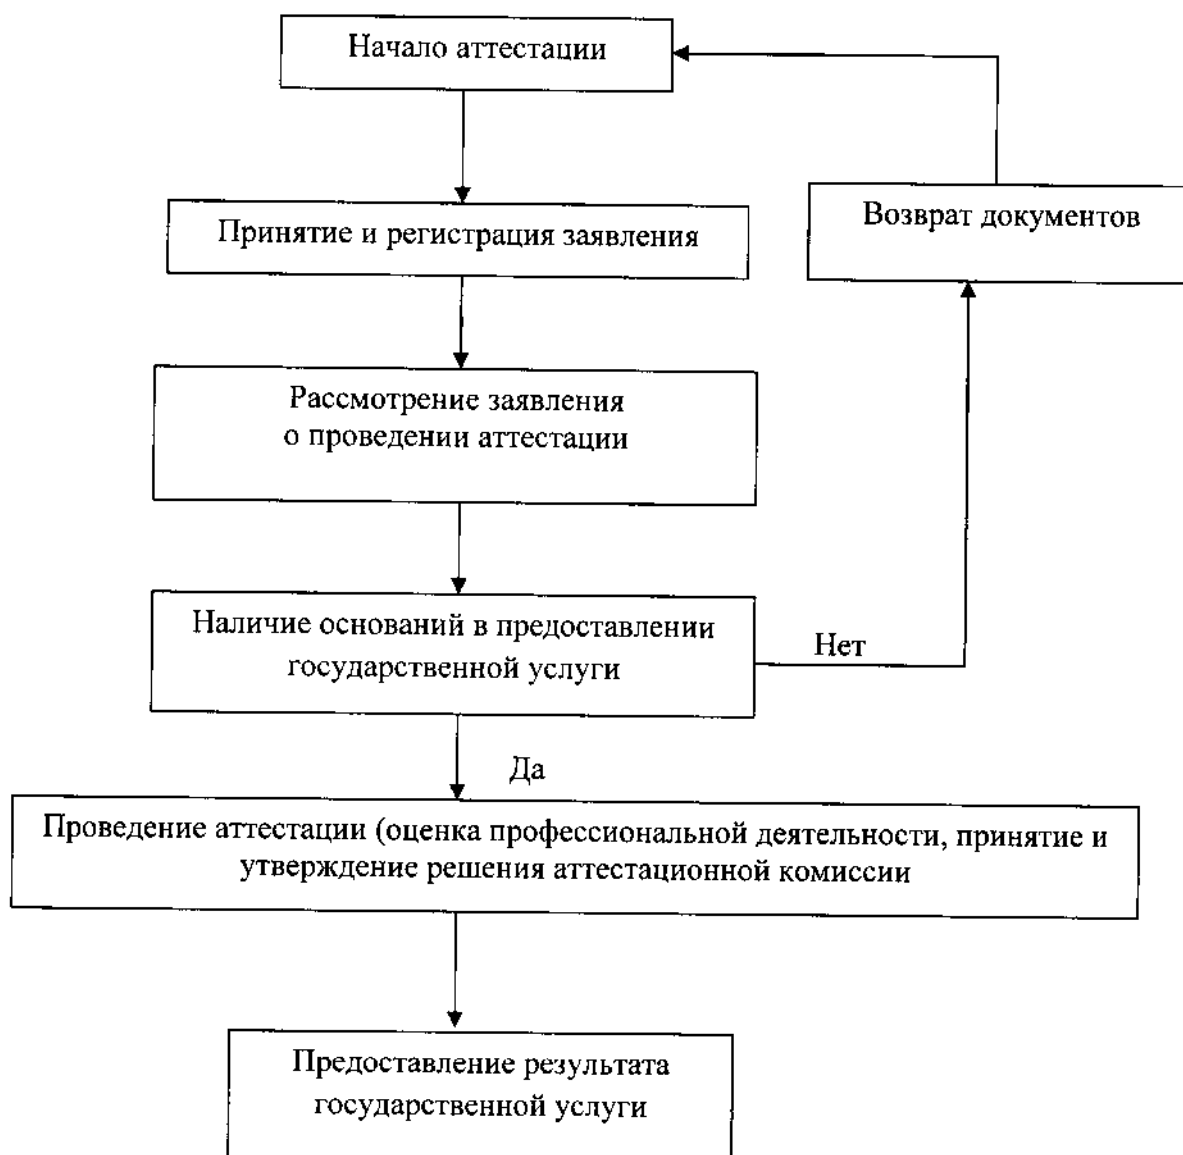 Начало аттестации
Возврат документов
Принятие и регистрация заявления
Рассмотрение заявления
о проведении аттестации
Наличие оснований в предоставлении
государственной услуги
Нет
Да
Проведение аттестации (оценка профессиональной деятельности, принятие и
утверждение решения аттестационной комиссии
Предоставление результата
государственной услуги